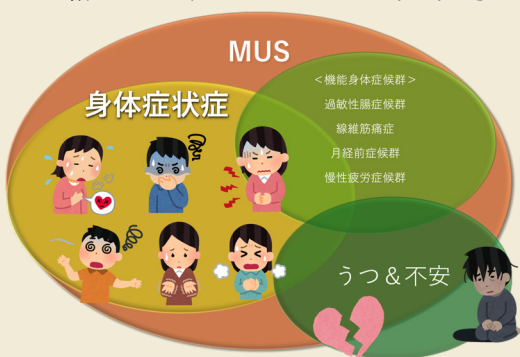 MUS
身体症状症
＜機能身体症候群＞
過敏性腸症候群
線維筋痛症
月経前症候群
慢性疲労症候群
うつ＆不安